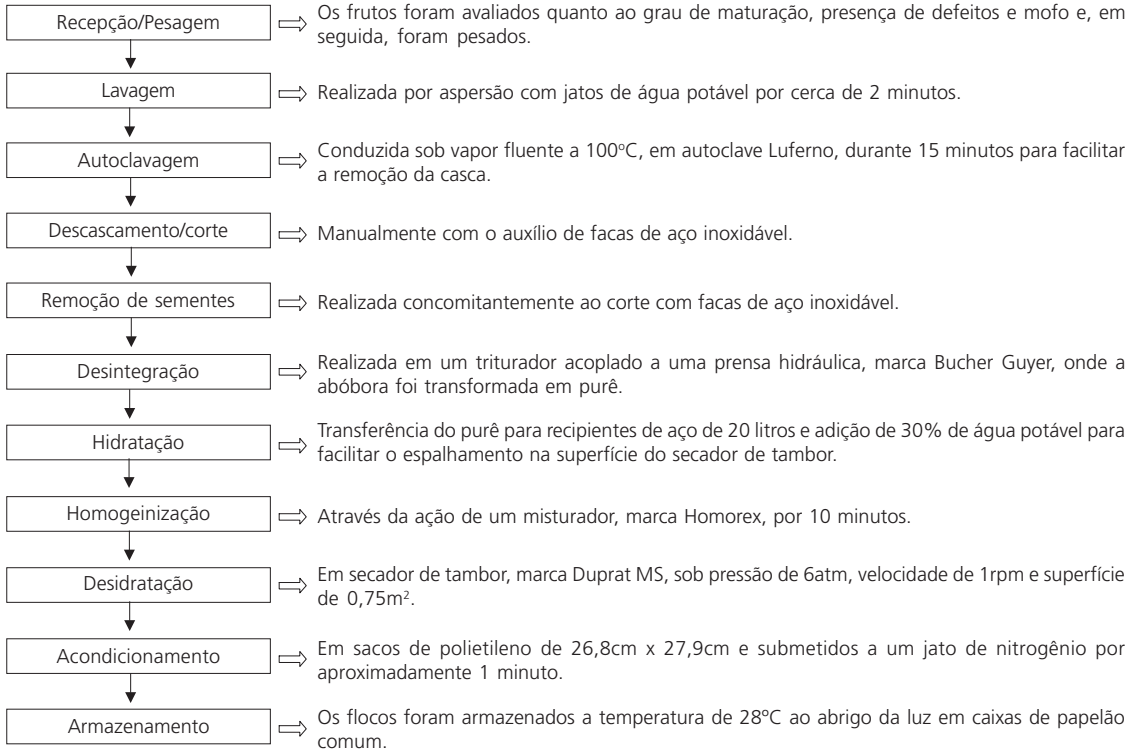 Recepção/Pesagem
Os frutos foram avaliados quanto ao grau de maturação, presença de defeitos e mofo e, em
seguida, foram pesados.
Lavagem
Realizada por aspersão com jatos de água potável por cerca de 2 minutos.
Autoclavagem
Conduzida sob vapor fluente a 100ºC, em autoclave Luferno, durante 15 minutos para facilitar
a remoção da casca.
Descascamento/corte
Manualmente com o auxílio de facas de aço inoxidável.
Remoção de sementes
Realizada concomitantemente ao corte com facas de aço inoxidável.
Desintegração
Realizada em um triturador acoplado a uma prensa hidráulica, marca Bucher Guyer, onde a
abóbora foi transformada em purê.
Hidratação
Transferência do purê para recipientes de aço de 20 litros e adição de 30% de água potável para
facilitar o espalhamento na superfície do secador de tambor.
Homogeinização
Através da ação de um misturador, marca Homorex, por 10 minutos.
Desidratação
Em secador de tambor, marca Duprat MS, sob pressão de 6atm, velocidade de 1rpm e superfície
de 0,75m².
Acondicionamento
Em sacos de polietileno de 26,8cm x 27,9cm e submetidos a um jato de nitrogênio por
aproximadamente 1 minuto.
Armazenamento
Os flocos foram armazenados a temperatura de 28ºC ao abrigo da luz em caixas de papelão
comum.